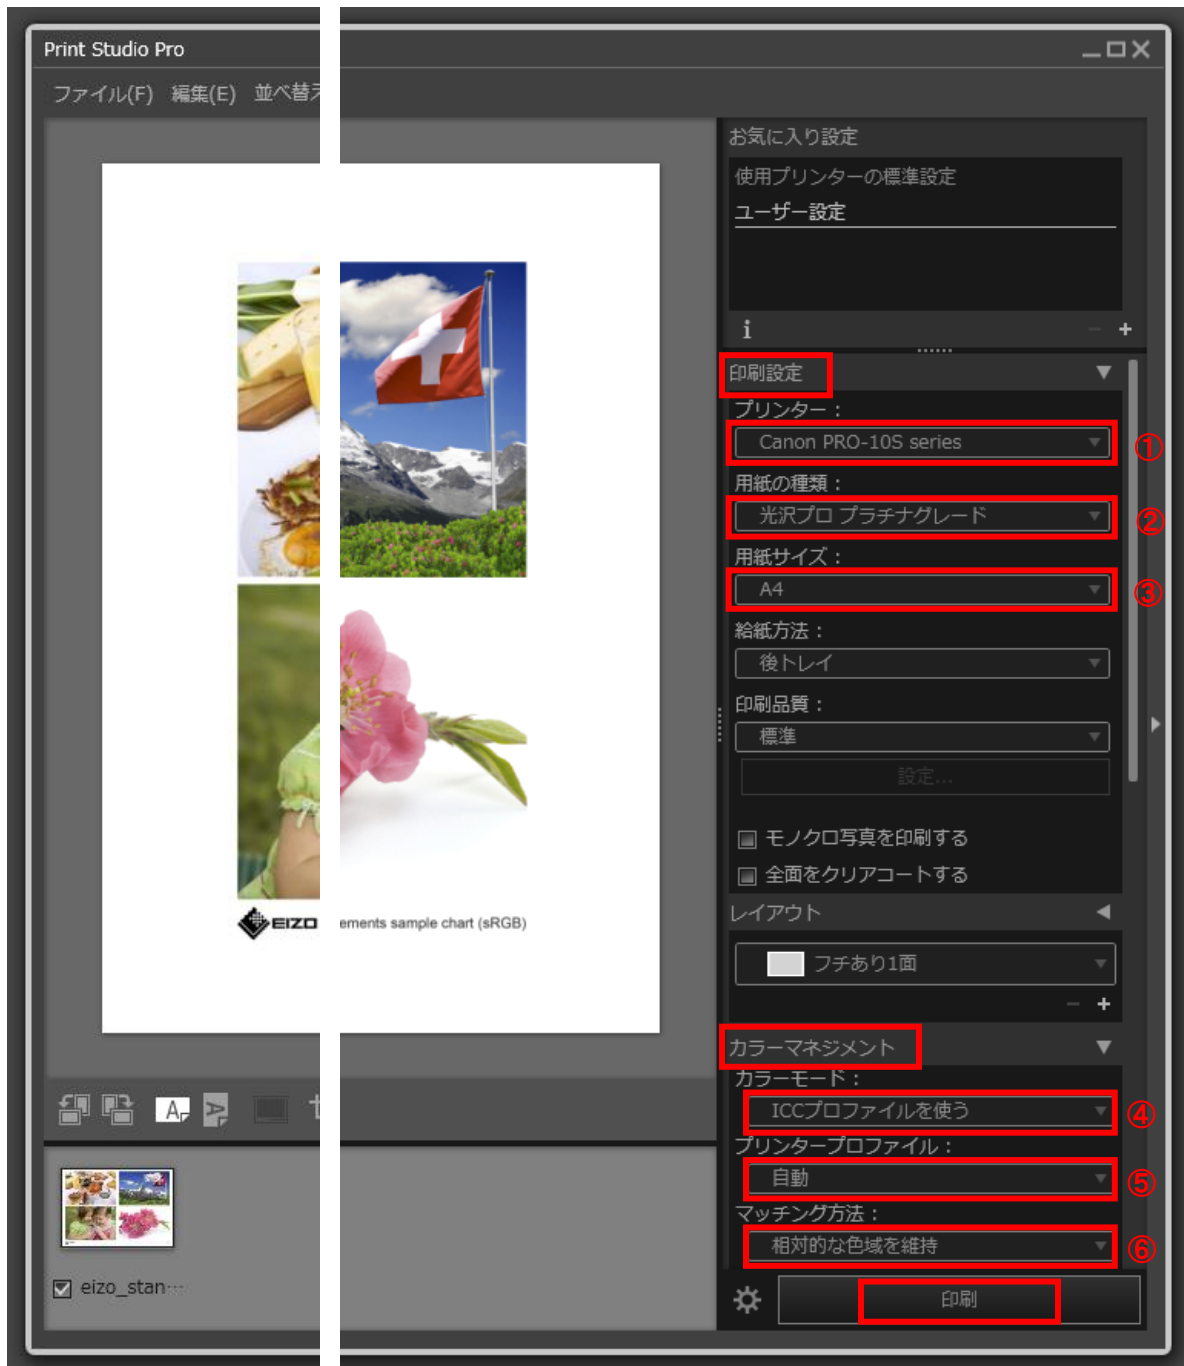 Print Studio Pro
ファイル(F) 編集(E) 並べ替え
お気に入り設定
使用プリンターの標準設定
ユーザー設定
i
印刷設定
プリンター：
Canon PRO-10S series
①
用紙の種類：
光沢プロ プラチナグレード
②
用紙サイズ：
A4
③
給紙方法：
後トレイ
印刷品質：
標準
設定...
モノクロ写真を印刷する
全面をクリアコートする
EIZO ements sample chart (sRGB)
レイアウト
フチあり1面
カラーマネジメント
カラーモード：
ICCプロファイルを使う
④
プリンタープロファイル：
自動
⑤
マッチング方法：
相対的な色域を維持
⑥
A A
eizo_stan…
印刷